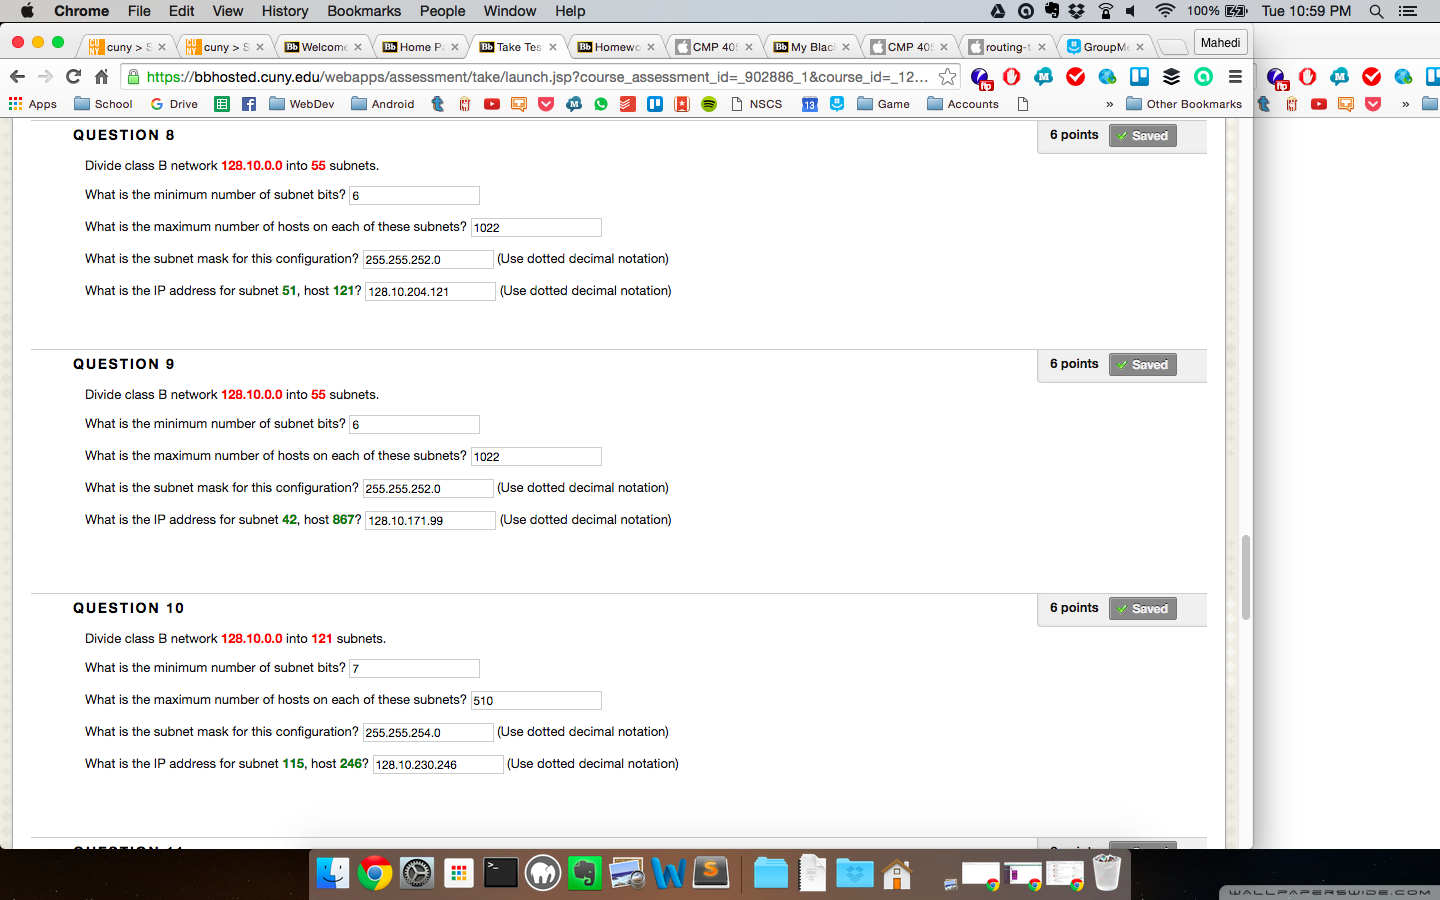 Chrome File Edit View History Bookmarks People Window Help 100% Tue 10:59 PM
cuny > S cuny > S Bb Welcome Bb Home P Bb Take Tes Bb Homewo CMP 405 Bb My Blac CMP 405 routing-t GroupMe Mahedi
https://bbhosted.cuny.edu/webapps/assessment/take/launch.jsp?course_assessment_id=_902886_1&course_id=_12...
Apps School Drive WebDev Android NSCS 13 Game Accounts » Other Bookmarks »
QUESTION 8
6 points Saved
Divide class B network 128.10.0.0 into 55 subnets.
What is the minimum number of subnet bits? 6
What is the maximum number of hosts on each of these subnets? 1022
What is the subnet mask for this configuration? 255.255.252.0 (Use dotted decimal notation)
What is the IP address for subnet 51, host 121? 128.10.204.121 (Use dotted decimal notation)
QUESTION 9
6 points Saved
Divide class B network 128.10.0.0 into 55 subnets.
What is the minimum number of subnet bits? 6
What is the maximum number of hosts on each of these subnets? 1022
What is the subnet mask for this configuration? 255.255.252.0 (Use dotted decimal notation)
What is the IP address for subnet 42, host 867? 128.10.171.99 (Use dotted decimal notation)
QUESTION 10
6 points Saved
Divide class B network 128.10.0.0 into 121 subnets.
What is the minimum number of subnet bits? 7
What is the maximum number of hosts on each of these subnets? 510
What is the subnet mask for this configuration? 255.255.254.0 (Use dotted decimal notation)
What is the IP address for subnet 115, host 246? 128.10.230.246 (Use dotted decimal notation)
QUESTION 11
WALLPAPERSWIDE.COM